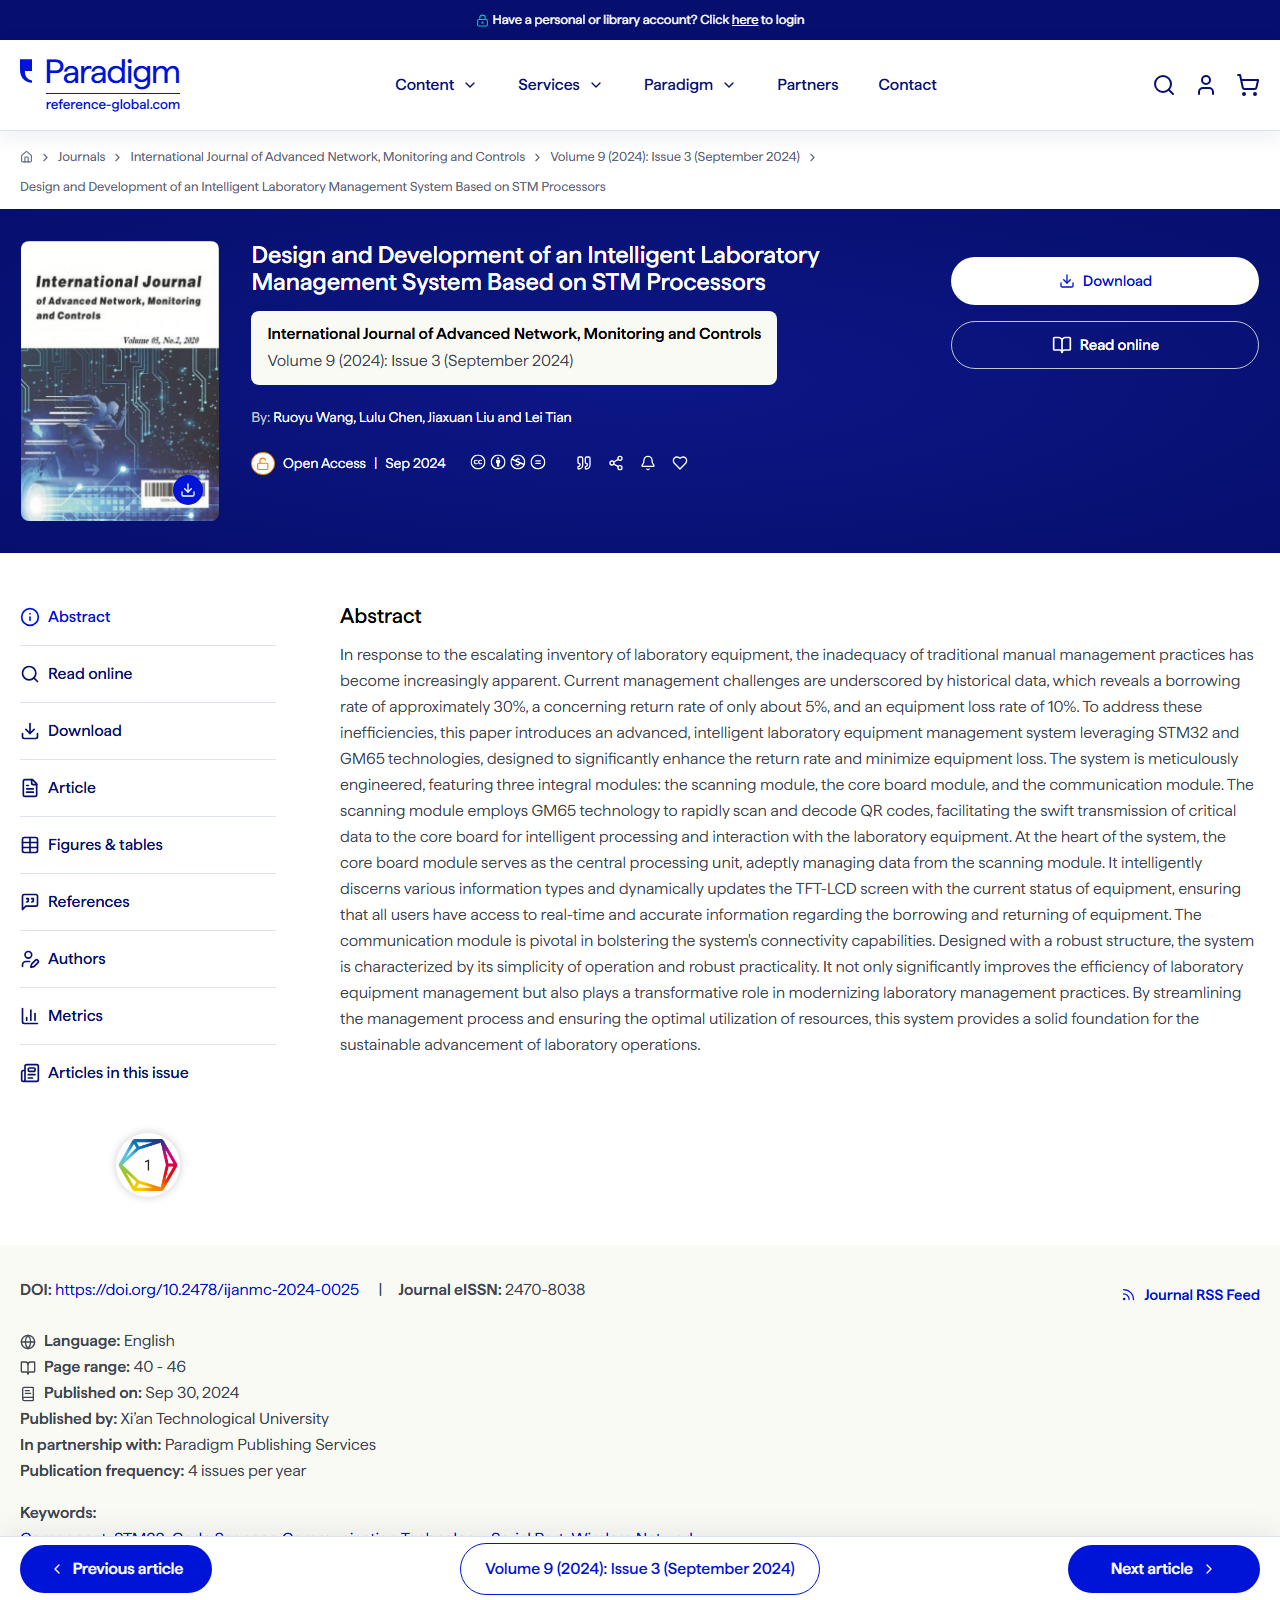 Have a personal or library account? Click here to login
Paradigm
reference-global.com
Content
Services
Paradigm
Partners
Contact
Journals
International Journal of Advanced Network, Monitoring and Controls
Volume 9 (2024): Issue 3 (September 2024)
Design and Development of an Intelligent Laboratory Management System Based on STM Processors
International Journal
of Advanced Network, Monitoring
and Controls
Volume 05, No.2, 2020
Design and Development of an Intelligent Laboratory
Management System Based on STM Processors
International Journal of Advanced Network, Monitoring and Controls
Volume 9 (2024): Issue 3 (September 2024)
By: Ruoyu Wang, Lulu Chen, Jiaxuan Liu and Lei Tian
Open Access | Sep 2024
Download
Read online
Abstract
Read online
Download
Article
Figures & tables
References
Authors
Metrics
Articles in this issue
1
Abstract
In response to the escalating inventory of laboratory equipment, the inadequacy of traditional manual management practices has
become increasingly apparent. Current management challenges are underscored by historical data, which reveals a borrowing
rate of approximately 30%, a concerning return rate of only about 5%, and an equipment loss rate of 10%. To address these
inefficiencies, this paper introduces an advanced, intelligent laboratory equipment management system leveraging STM32 and
GM65 technologies, designed to significantly enhance the return rate and minimize equipment loss. The system is meticulously
engineered, featuring three integral modules: the scanning module, the core board module, and the communication module. The
scanning module employs GM65 technology to rapidly scan and decode QR codes, facilitating the swift transmission of critical
data to the core board for intelligent processing and interaction with the laboratory equipment. At the heart of the system, the
core board module serves as the central processing unit, adeptly managing data from the scanning module. It intelligently
discerns various information types and dynamically updates the TFT-LCD screen with the current status of equipment, ensuring
that all users have access to real-time and accurate information regarding the borrowing and returning of equipment. The
communication module is pivotal in bolstering the system's connectivity capabilities. Designed with a robust structure, the system
is characterized by its simplicity of operation and robust practicality. It not only significantly improves the efficiency of laboratory
equipment management but also plays a transformative role in modernizing laboratory management practices. By streamlining
the management process and ensuring the optimal utilization of resources, this system provides a solid foundation for the
sustainable advancement of laboratory operations.
DOI: https://doi.org/10.2478/ijanmc-2024-0025 | Journal eISSN: 2470-8038
Journal RSS Feed
Language: English
Page range: 40 - 46
Published on: Sep 30, 2024
Published by: Xi'an Technological University
In partnership with: Paradigm Publishing Services
Publication frequency: 4 issues per year
Keywords:
Previous article
Volume 9 (2024): Issue 3 (September 2024)
Next article